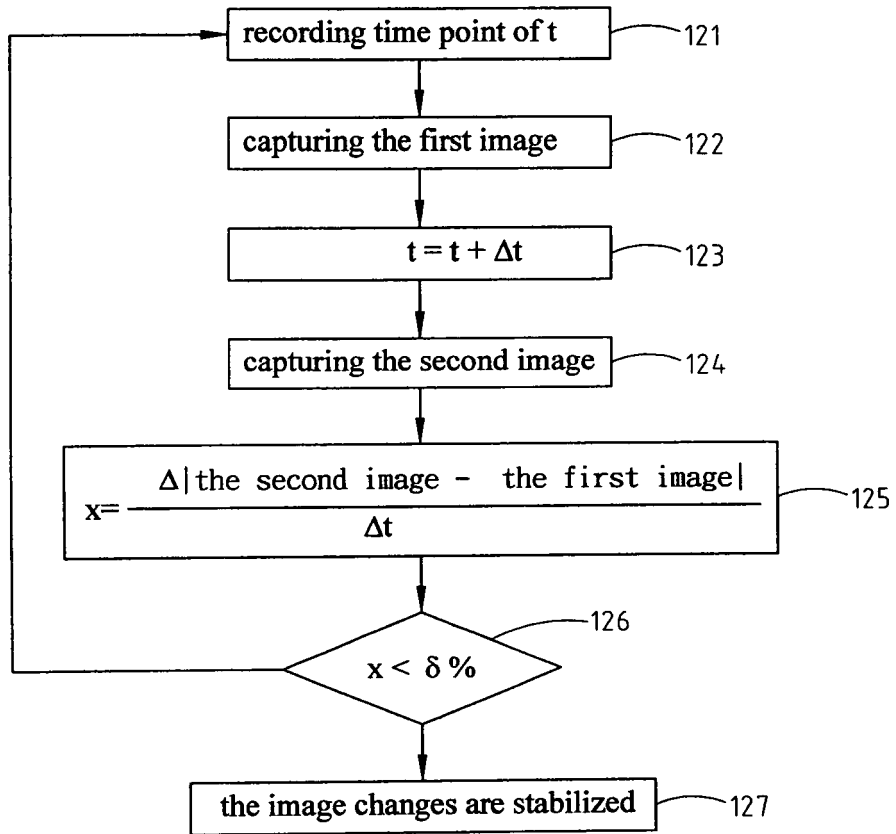 recording time point of t
121
capturing the first image
122
t = t + Δt
123
capturing the second image
124
x= Δ|the second image - the first image|
Δt
125
126
x < δ %
the image changes are stabilized
127